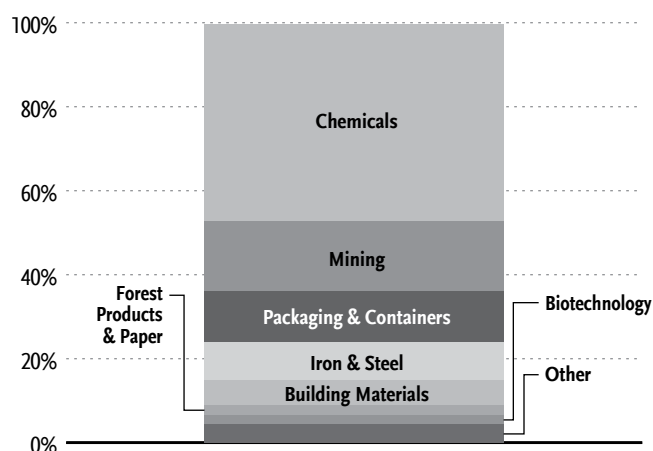 100%
Chemicals
80%
60%
Mining
40%
Forest
Products
& Paper
Biotechnology
Packaging & Containers
20%
Iron & Steel
Other
Building Materials
0%